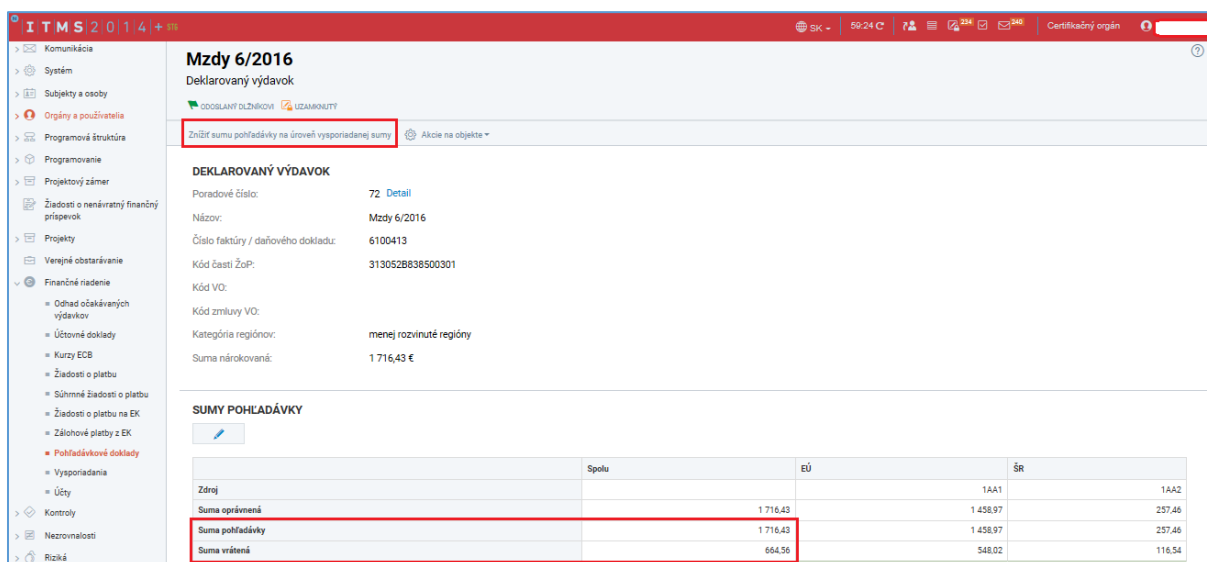 ITMS2014+ STG
SK
59:24
234
240
Certifikačný orgán
Komunikácia
Systém
Subjekty a osoby
Orgány a používatelia
Programová štruktúra
Programovanie
Projektový zámer
Žiadosti o nenávratný finančný
príspevok
Projekty
Verejné obstarávanie
Finančné riadenie
Odhad očakávaných
výdavkov
Účtovné doklady
Kurzy ECB
Žiadosti o platbu
Súhrnné žiadosti o platbu
Žiadosti o platbu na EK
Zálohové platby z EK
Pohľadávkové doklady
Vysporiadania
Účty
Kontroly
Nezrovnalosti
Riziká
Mzdy 6/2016
Deklarovaný výdavok
ODOSLANÝ DLŽNÍKOVI UZAMKNUTÝ
Znížiť sumu pohľadávky na úroveň vysporiadanej sumy Akcie na objekte
DEKLAROVANÝ VÝDAVOK
Poradové číslo: 72 Detail
Názov: Mzdy 6/2016
Číslo faktúry / daňového dokladu: 6100413
Kód časti ŽoP: 313052B838500301
Kód VO:
Kód zmluvy VO:
Kategória regiónov: menej rozvinuté regióny
Suma nárokovaná: 1 716,43 €
SUMY POHĽADÁVKY
Spolu EÚ ŠR
Zdroj 1AA1 1AA2
Suma oprávnená 1 716,43 1 458,97 257,46
Suma pohľadávky 1 716,43 1 458,97 257,46
Suma vrátená 664,56 548,02 116,54